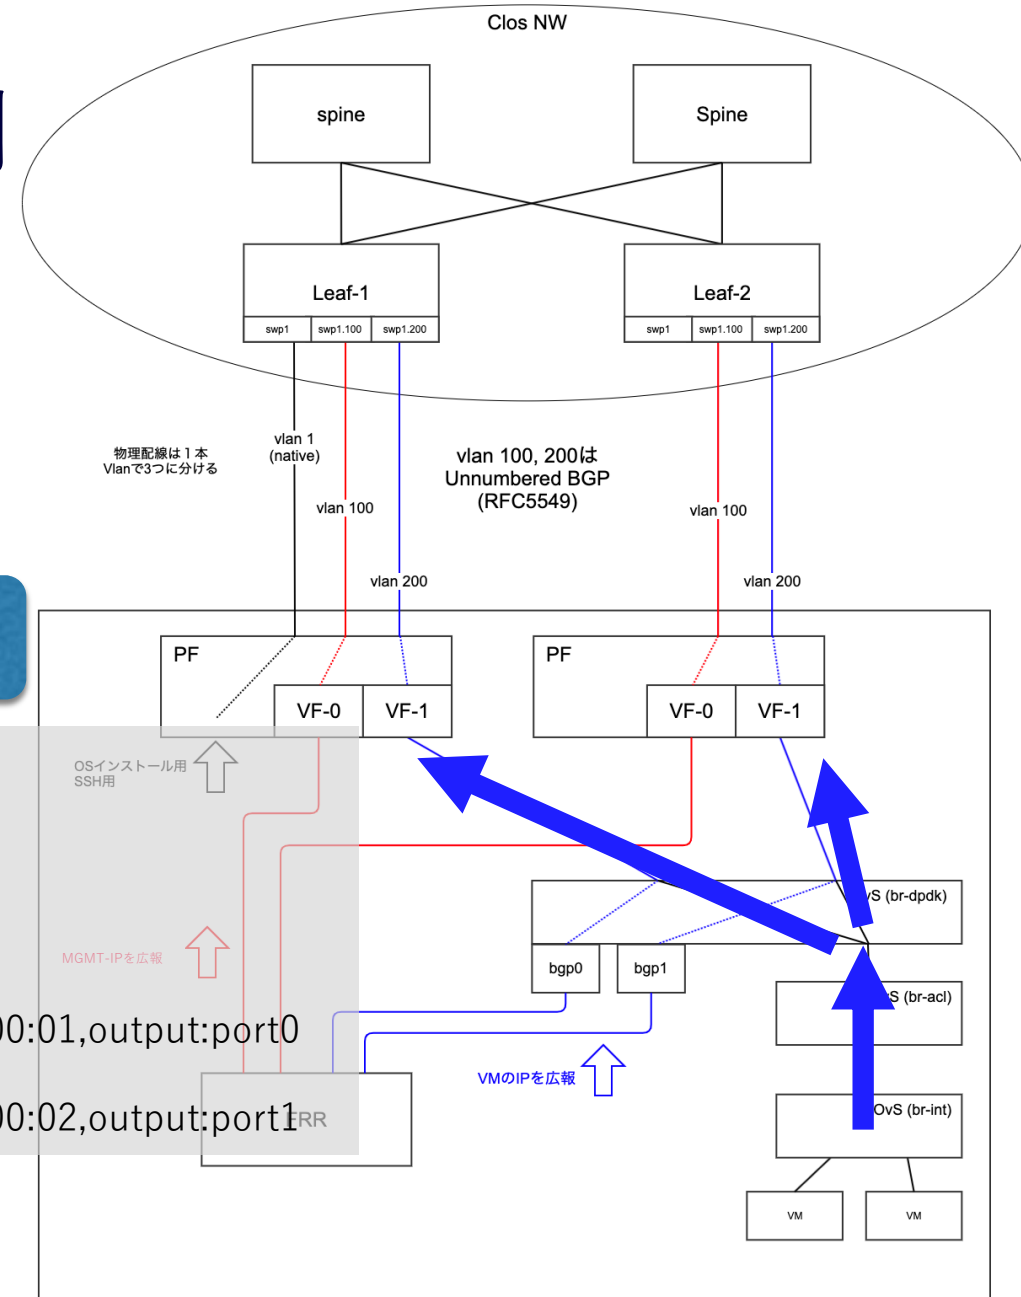 Clos NW
spine
Spine
Leaf-1
Leaf-2
swp1
swp1.100
swp1.200
swp1
swp1.100
swp1.200
物理配線は１本
Vlanで3つに分ける
vlan 1
(native)
vlan 100, 200は
Unnumbered BGP
(RFC5549)
vlan 100
vlan 100
vlan 200
vlan 200
PF
VF-0
VF-1
PF
VF-0
VF-1
OSインストール用
SSH用
vS (br-dpdk)
MGMT-IPを広報
bgp0
bgp1
S (br-acl)
00:01,output:port0
VMのIPを広報
00:02,output:port1
FRR
OvS (br-int)
VM
VM